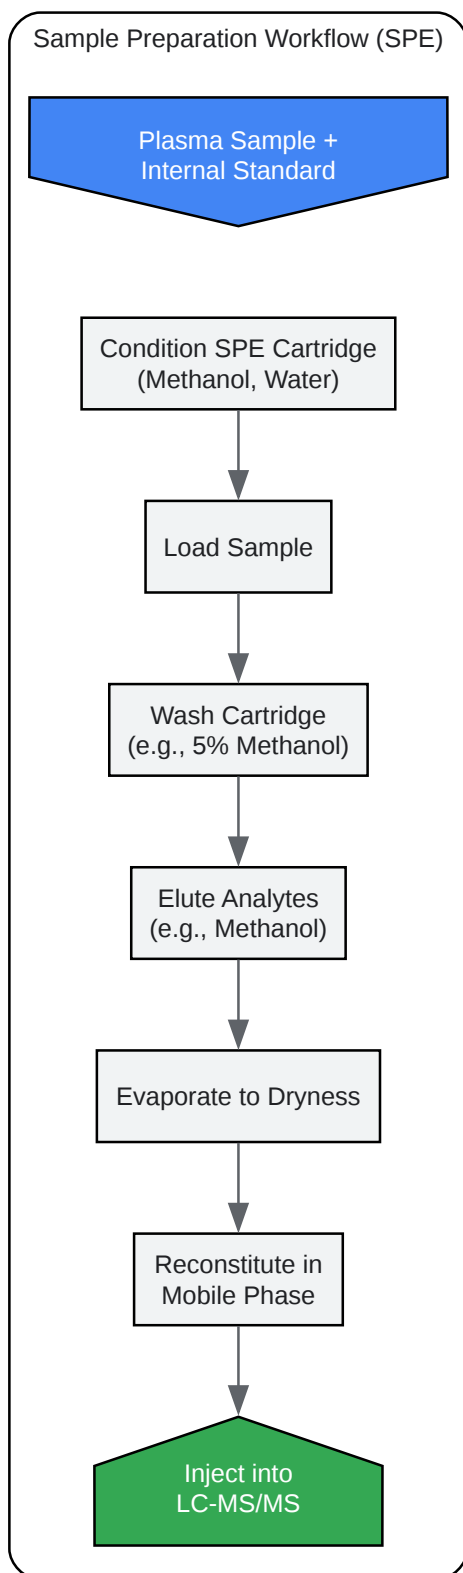 Sample Preparation Workflow (SPE)
Plasma Sample +
Internal Standard
Condition SPE Cartridge
(Methanol, Water)
Load Sample
Wash Cartridge
(e.g., 5% Methanol)
Elute Analytes
(e.g., Methanol)
Evaporate to Dryness
Reconstitute in
Mobile Phase
Inject into
LC-MS/MS